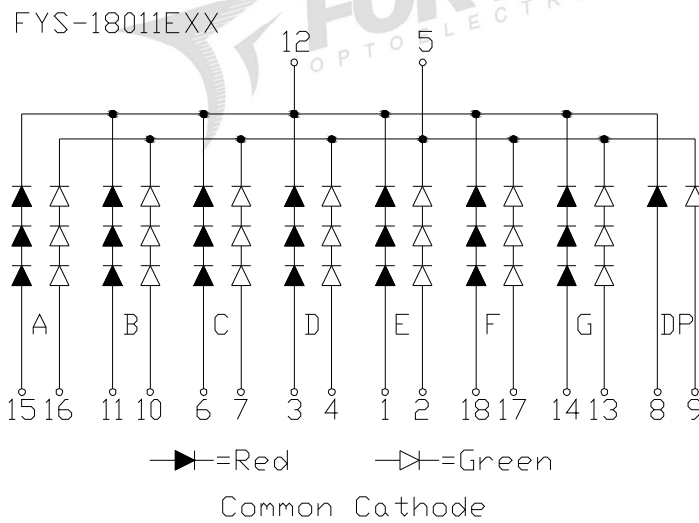 FYS-18011EXX
OPTOELECTR
12 5
A B C D E F G DP
15 16 11 10 6 7 3 4 1 2 18 17 14 13 8 9
=Red =Green
Common Cathode